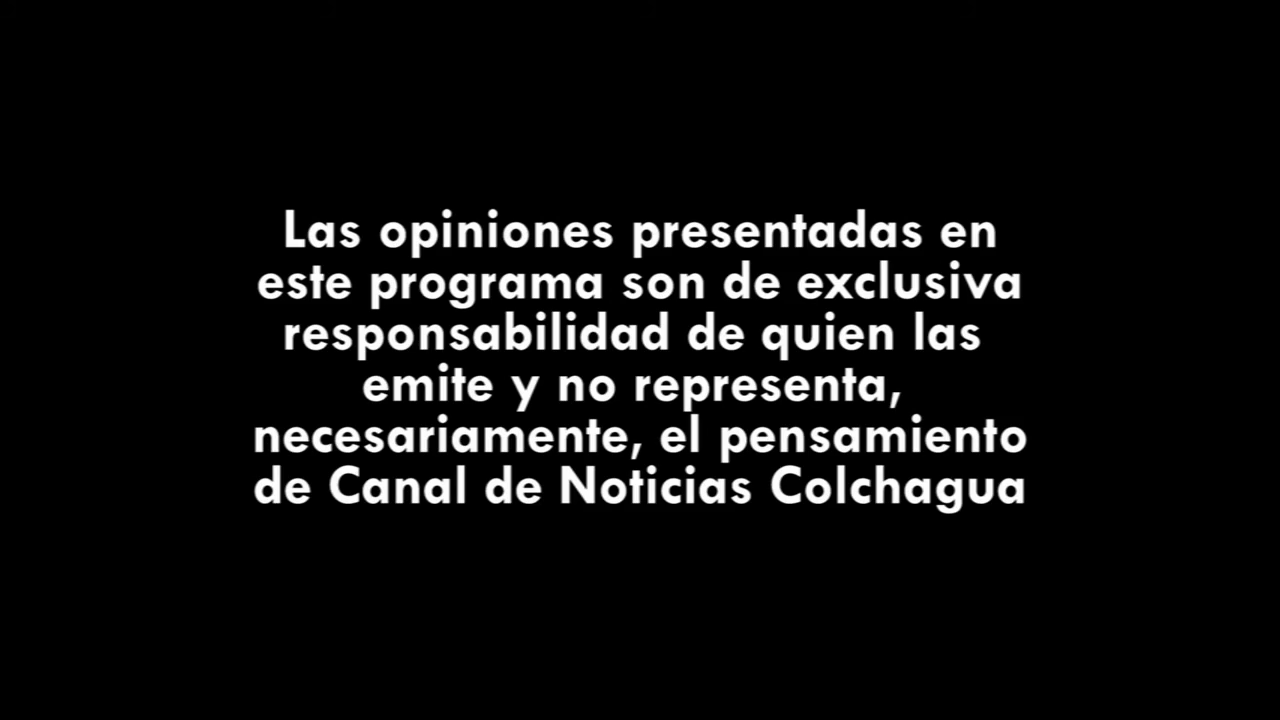 Las opiniones presentadas en
este programa son de exclusiva
responsabilidad de quien las
emite y no representa,
necesariamente, el pensamiento
de Canal de Noticias Colchagua